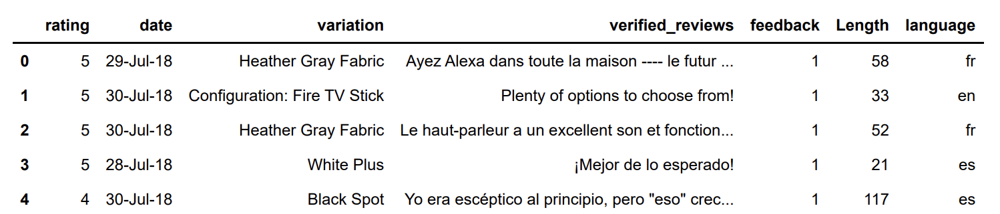 rating date variation verified_reviews feedback Length language
0 5 29-Jul-18 Heather Gray Fabric Ayez Alexa dans toute la maison ---- le futur ... 1 58 fr
1 5 30-Jul-18 Configuration: Fire TV Stick Plenty of options to choose from! 1 33 en
2 5 30-Jul-18 Heather Gray Fabric Le haut-parleur a un excellent son et fonction... 1 52 fr
3 5 28-Jul-18 White Plus ¡Mejor de lo esperado! 1 21 es
4 4 30-Jul-18 Black Spot Yo era escéptico al principio, pero "eso" crec... 1 117 es